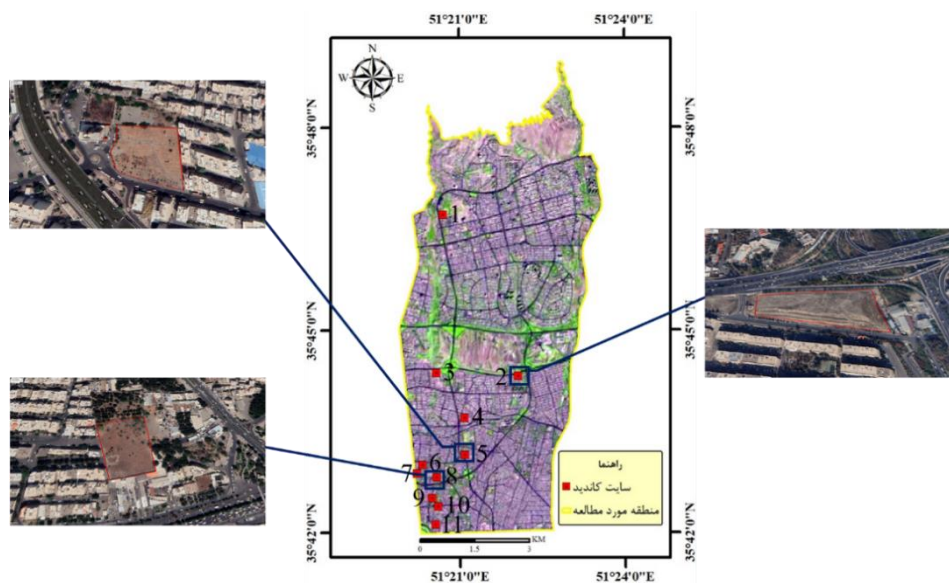 51°21'0"E 51°24'0"E
N
W E
S
35°48'0"N 35°48'0"N
1
35°45'0"N 35°45'0"N
3 2
4
5
7 6 8
9 10
11
راهنما
سایت کاندید
منطقه مورد مطالعه
35°42'0"N 35°42'0"N
0 1.5 3 KM
51°21'0"E 51°24'0"E